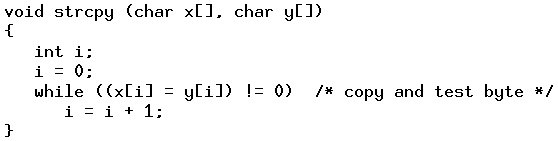 void strcpy (char x[], char y[])
{
   int i;
   i = 0;
   while ((x[i] = y[i]) != 0)  /* copy and test byte */
      i = i + 1;
}